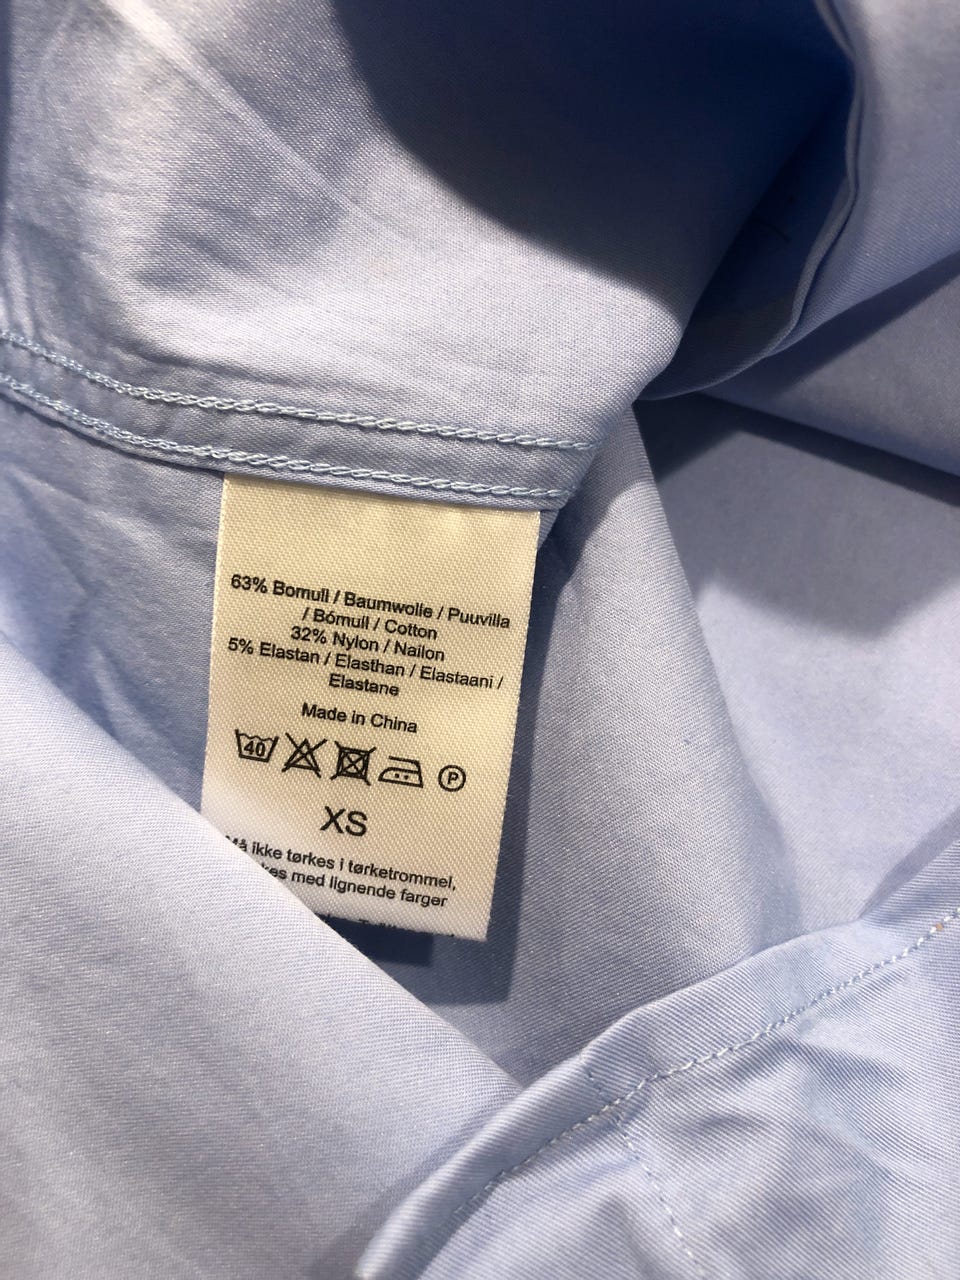 63% Bomull / Baumwolle / Puuvilla
/ Bómull / Cotton
32% Nylon / Nailon
5% Elastan / Elasthan / Elastaani /
Elastane
Made in China
40 P
XS
Må ikke tørkes i tørketrommel,
med lignende farger